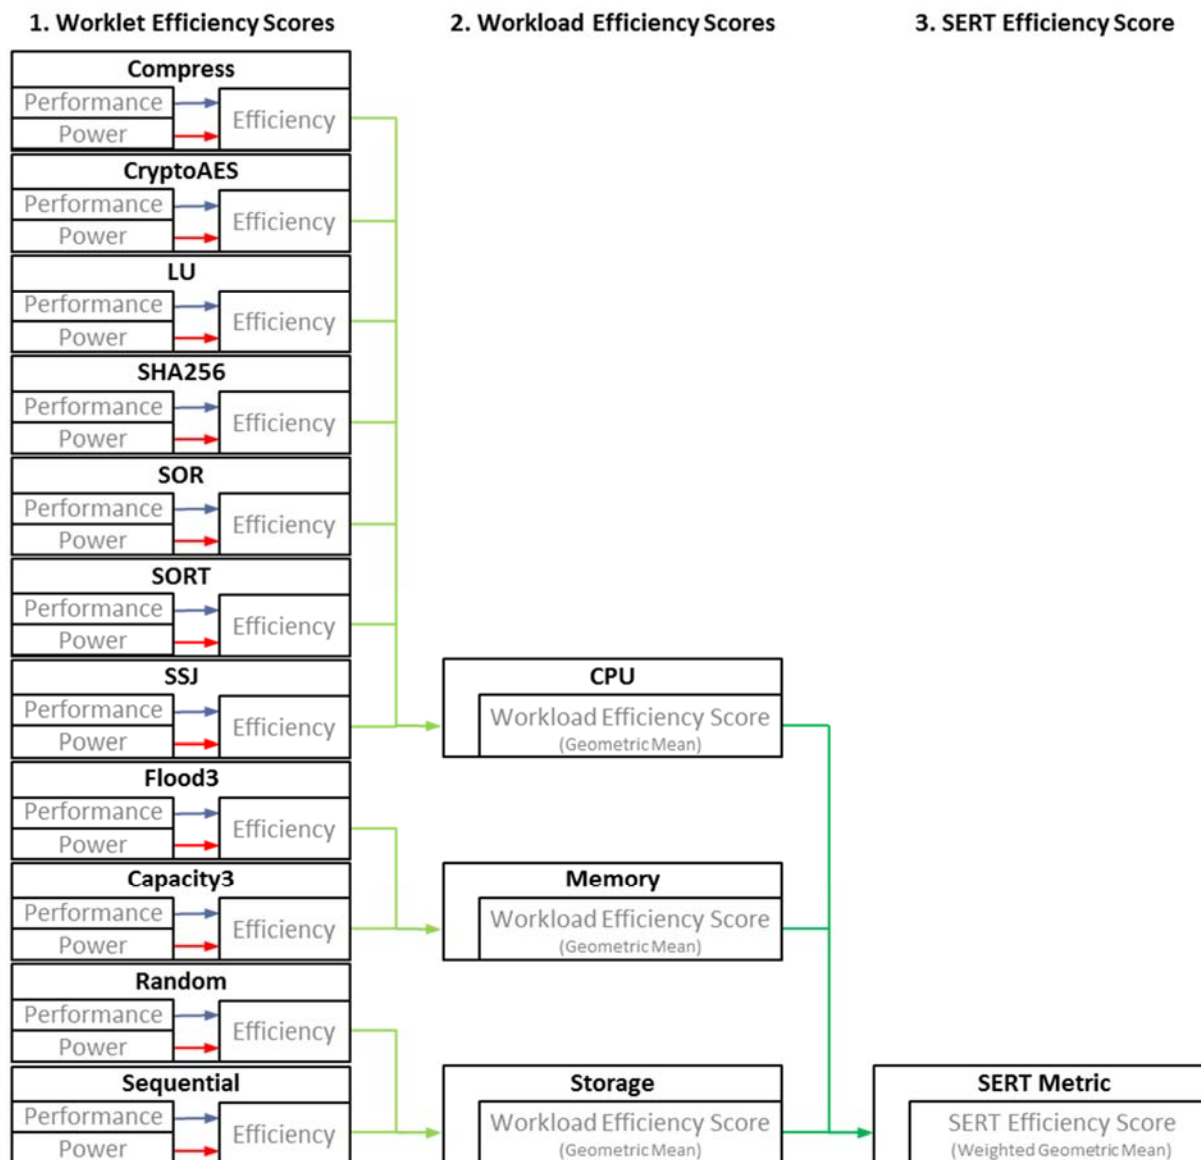 1. Worklet Efficiency Scores
2. Workload Efficiency Scores
3. SERT Efficiency Score
Compress
Performance
Power
Efficiency
CryptoAES
Performance
Power
Efficiency
LU
Performance
Power
Efficiency
SHA256
Performance
Power
Efficiency
SOR
Performance
Power
Efficiency
SORT
Performance
Power
Efficiency
SSJ
Performance
Power
Efficiency
CPU
Workload Efficiency Score
(Geometric Mean)
Flood3
Performance
Power
Efficiency
Capacity3
Performance
Power
Efficiency
Memory
Workload Efficiency Score
(Geometric Mean)
Random
Performance
Power
Efficiency
Sequential
Performance
Power
Efficiency
Storage
Workload Efficiency Score
(Geometric Mean)
SERT Metric
SERT Efficiency Score
(Weighted Geometric Mean)